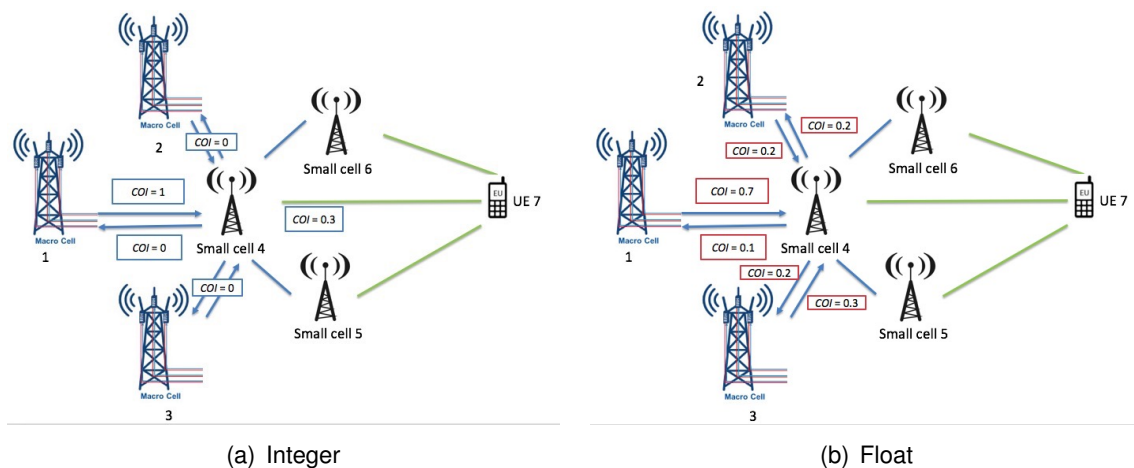 Macro Cell
2
COI = 0
Small cell 6
COI = 1
EU
UE 7
COI = 0.3
Macro Cell
1
COI = 0
Small cell 4
COI = 0
Small cell 5
Macro Cell
3
(a) Integer
2
Macro Cell
COI = 0.2
COI = 0.2
Small cell 6
COI = 0.7
EU
UE 7
Macro Cell
1
COI = 0.1
Small cell 4
COI = 0.2
COI = 0.3
Small cell 5
Macro Cell
3
(b) Float